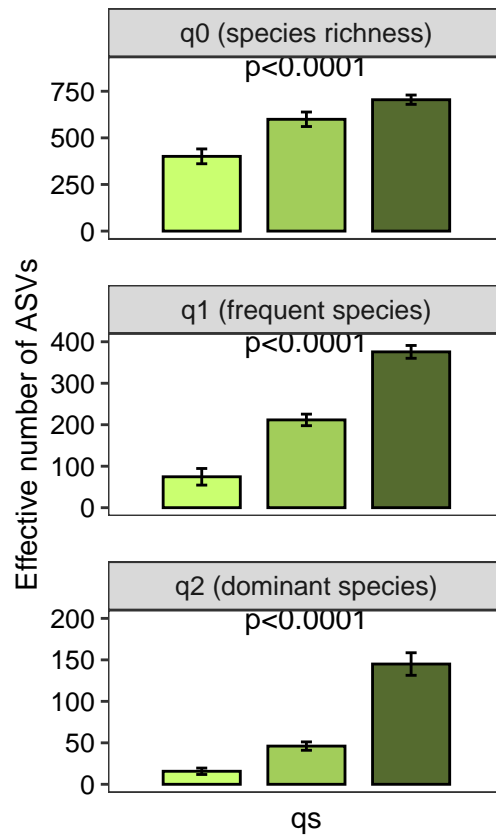 q0 (species richness)
p<0.0001
750
500
250
0
q1 (frequent species)
p<0.0001
400
300
200
100
0
q2 (dominant species)
p<0.0001
200
150
100
50
0
Effective number of ASVs
qs